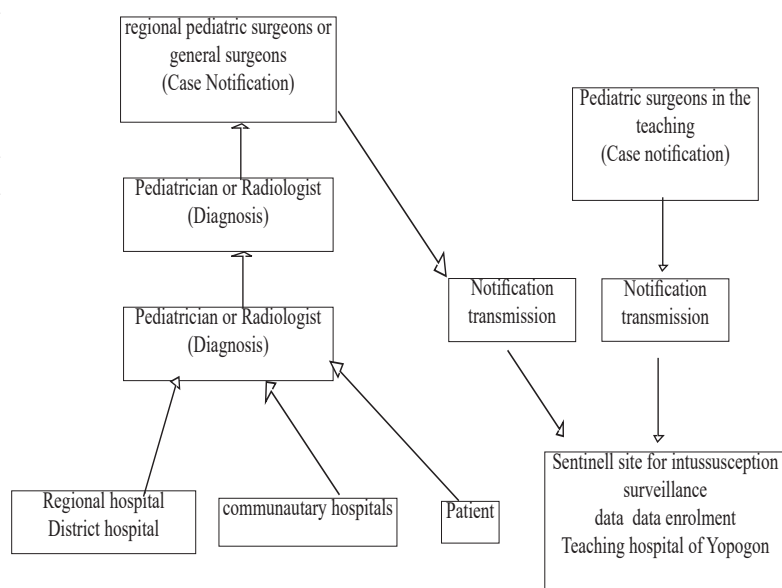 regional pediatric surgeons or
general surgeons
(Case Notification)
Pediatric surgeons in the
teaching
(Case notification)
Pediatrician or Radiologist
(Diagnosis)
Notification
transmission
Notification
transmission
Pediatrician or Radiologist
(Diagnosis)
Regional hospital
District hospital
communautary hospitals
Patient
Sentinell site for intussusception
surveillance
data data enrolment
Teaching hospital of Yopogon